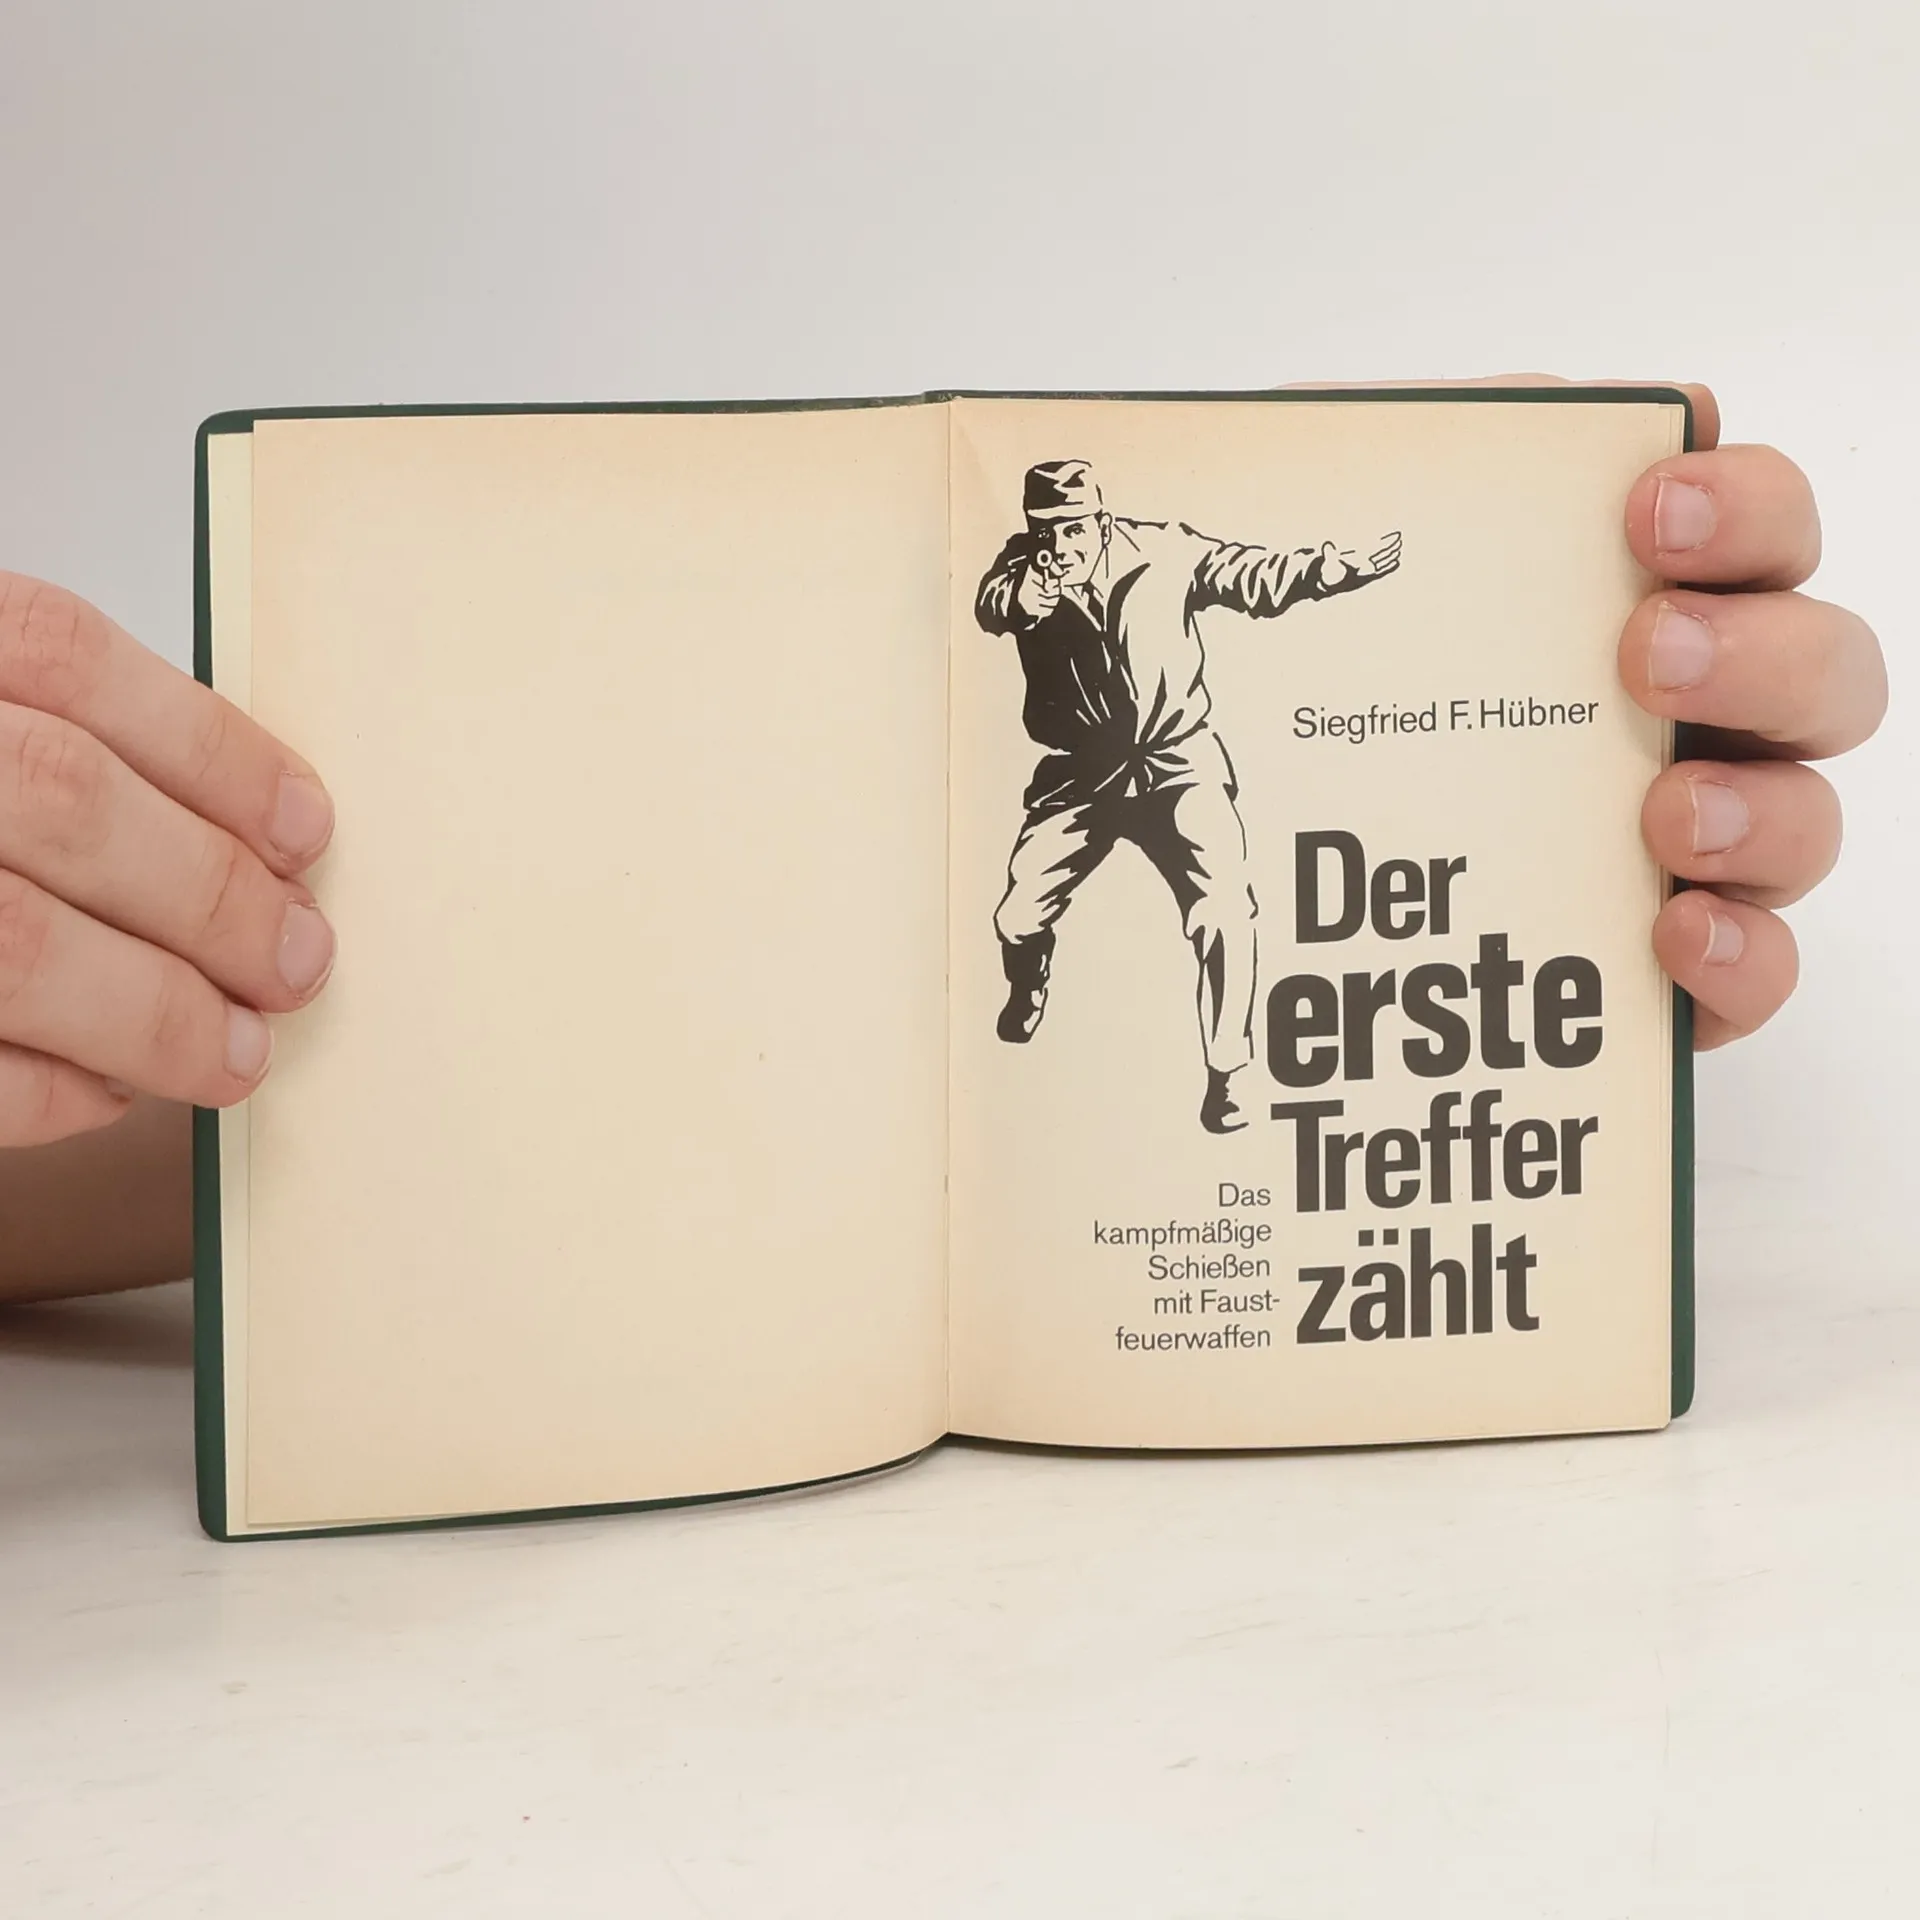 Siegfried F. Hübner
Der
erste
Treffer
zählt
Das
kampfmäßige
Schießen
mit Faust-
feuerwaffen